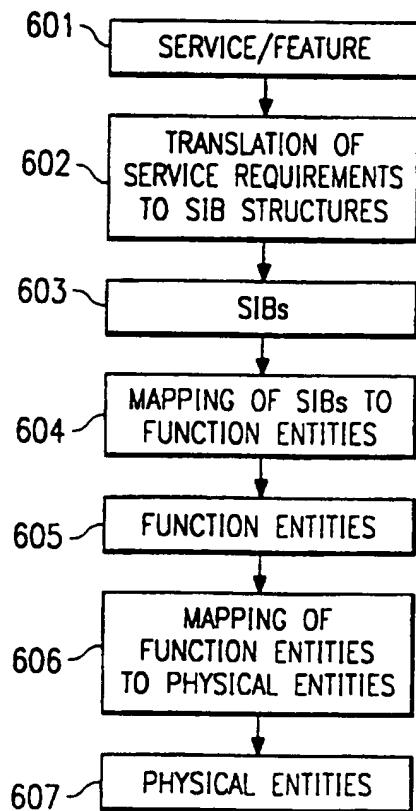 601
SERVICE/FEATURE
602
TRANSLATION OF
SERVICE REQUIREMENTS
TO SIB STRUCTURES
603
SIBs
604
MAPPING OF SIBs TO
FUNCTION ENTITIES
605
FUNCTION ENTITIES
606
MAPPING OF
FUNCTION ENTITIES
TO PHYSICAL ENTITIES
607
PHYSICAL ENTITIES